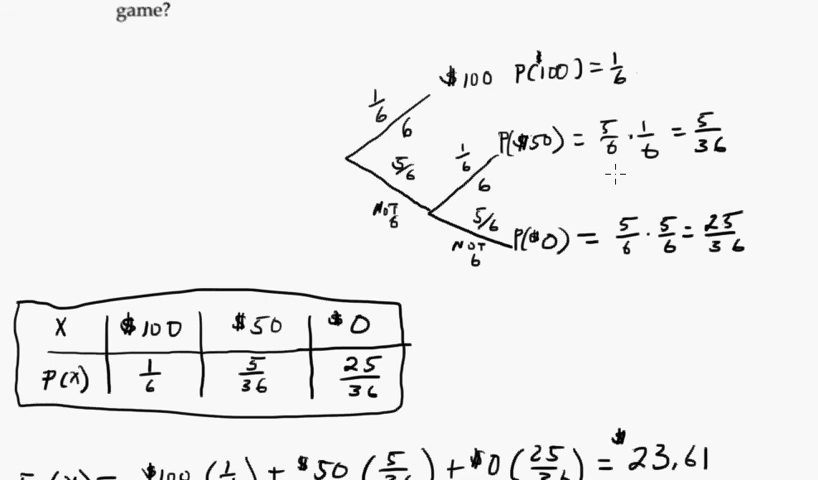 game?
1/6 $100 P($100) = 1/6
6
5/6 1/6 P($50) = 5/6 · 1/6 = 5/36
6
NOT 6 5/6 P($0) = 5/6 · 5/6 = 25/36
NOT 6
X $100 $50 $0
P(X) 1/6 5/36 25/36
(X) = $100 (1/6) + $50 (5/36) + $0 (25/36) = $23.61